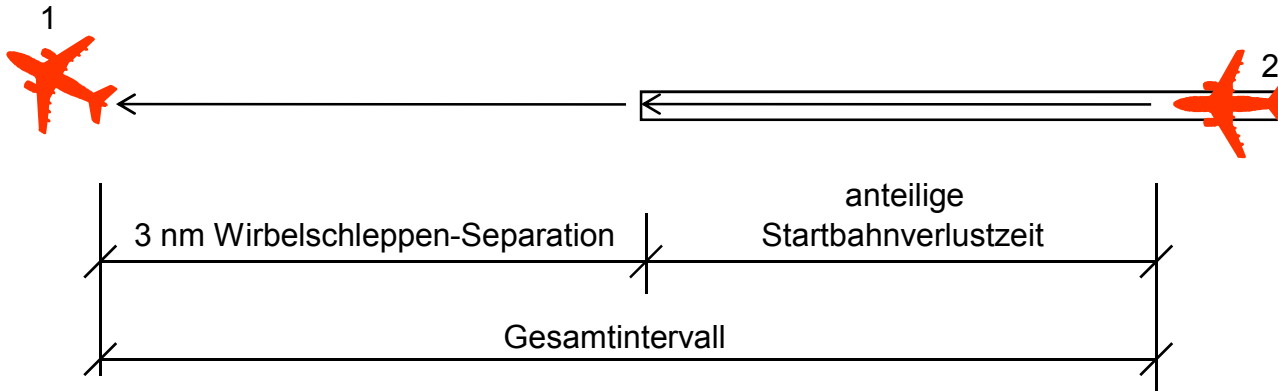 1
2
anteilige
3 nm Wirbelschleppen-Separation
Startbahnverlustzeit
Gesamtintervall